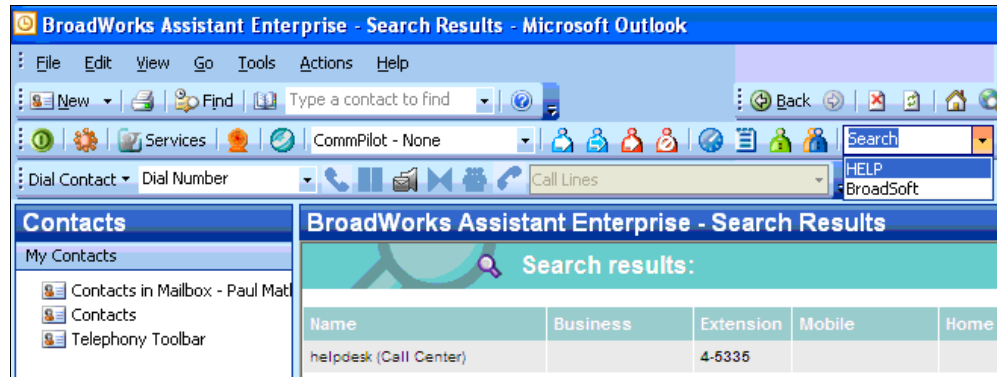 BroadWorks Assistant Enterprise - Search Results - Microsoft Outlook
File Edit View Go Tools Actions Help
New Find Type a contact to find Back
Services CommPilot - None Search
HELP
BroadSoft
Dial Contact Dial Number Call Lines
Contacts
My Contacts
Contacts in Mailbox - Paul Matl
Contacts
Telephony Toolbar
BroadWorks Assistant Enterprise - Search Results
Search results:
Name Business Extension Mobile Home
helpdesk (Call Center) 4-5335